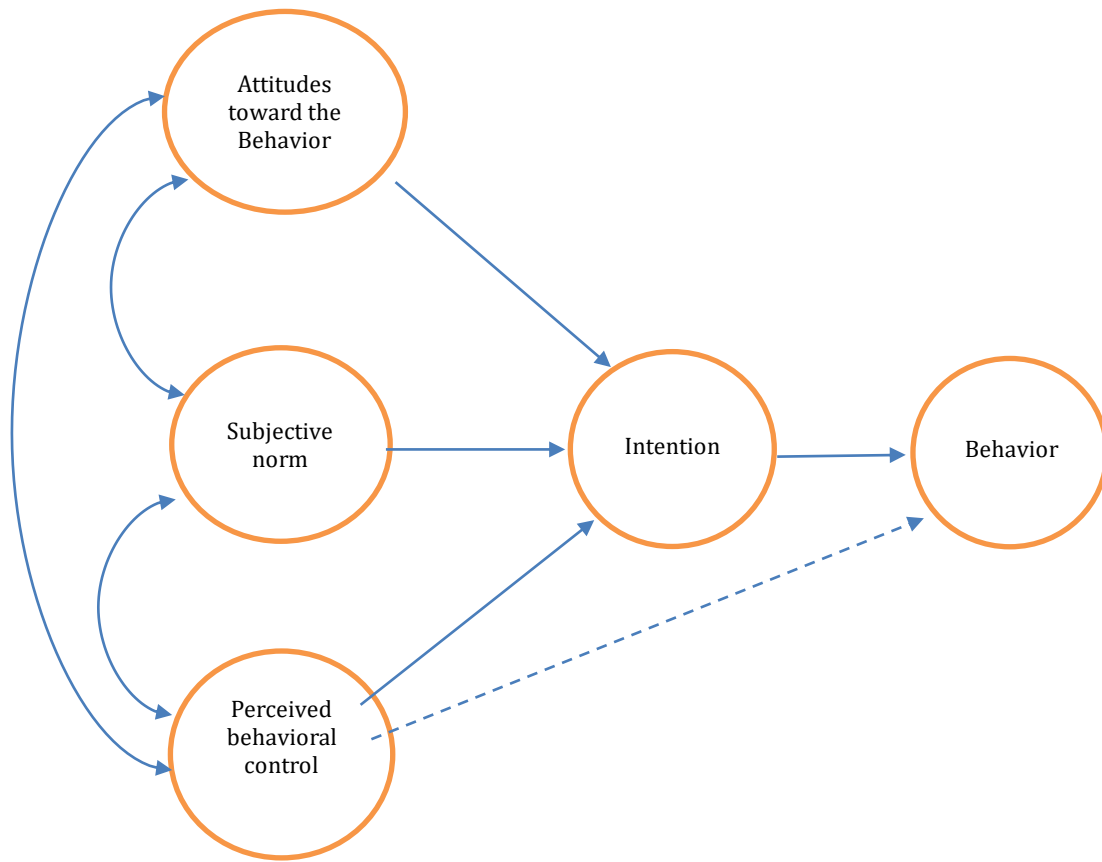 Attitudes
toward the
Behavior
Subjective
norm
Intention
Behavior
Perceived
behavioral
control